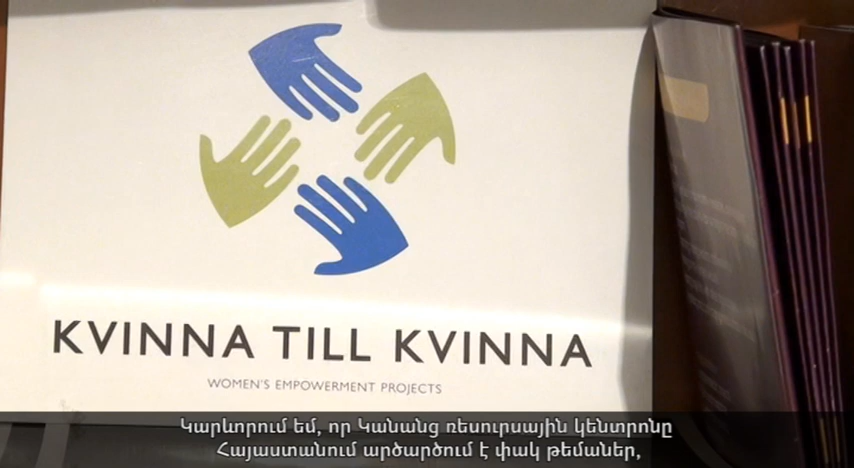 KVINNA TILL KVINNA
WOMEN'S EMPOWERMENT PROJECTS
Կարևորում եմ, որ Կանանց ռեսուրսային կենտրոնը
Հայաստանում արծարծում է փակ թեմաներ,